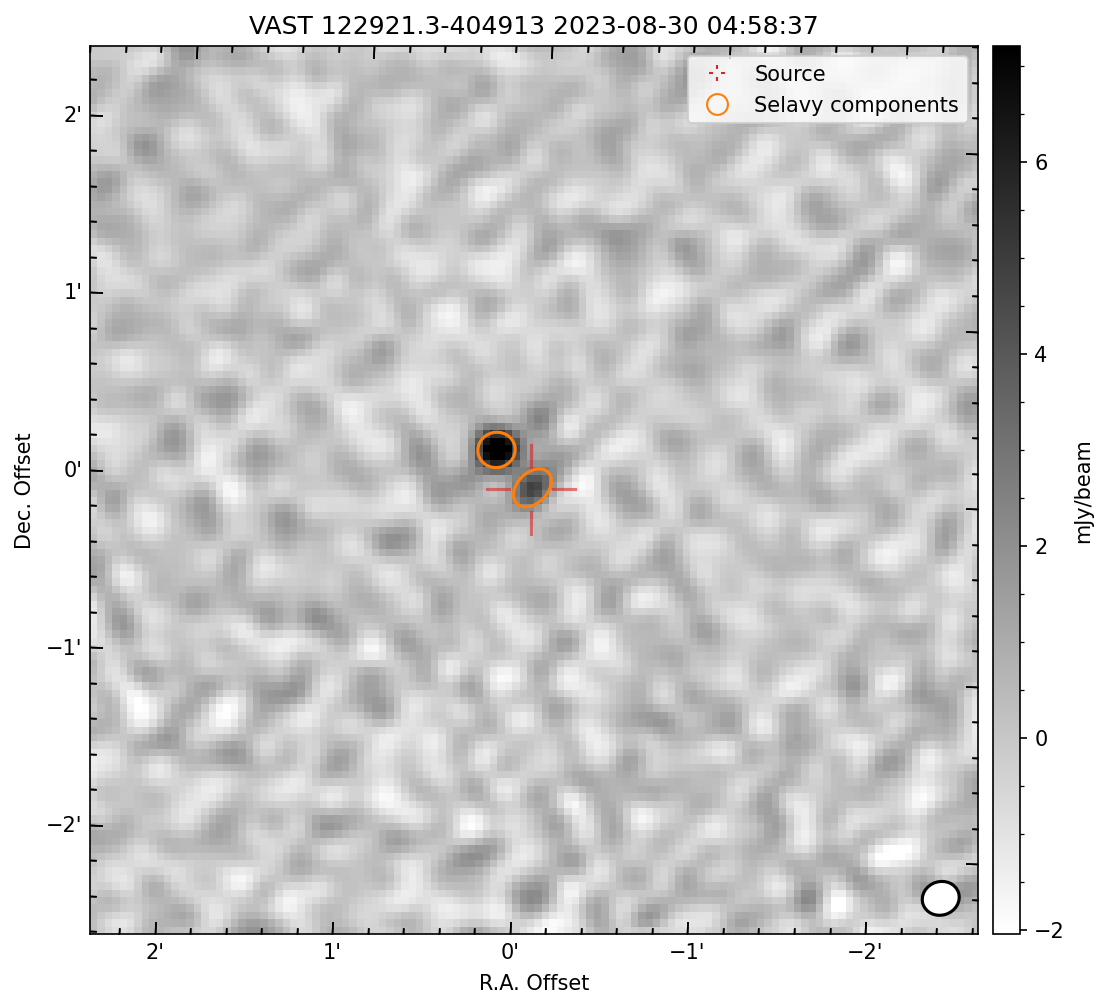 VAST 122921.3-404913 2023-08-30 04:58:37
Source
Selavy components
2'
1'
0'
−1'
−2'
Dec. Offset
2'
1'
0'
−1'
−2'
R.A. Offset
6
4
2
0
−2
mJy/beam